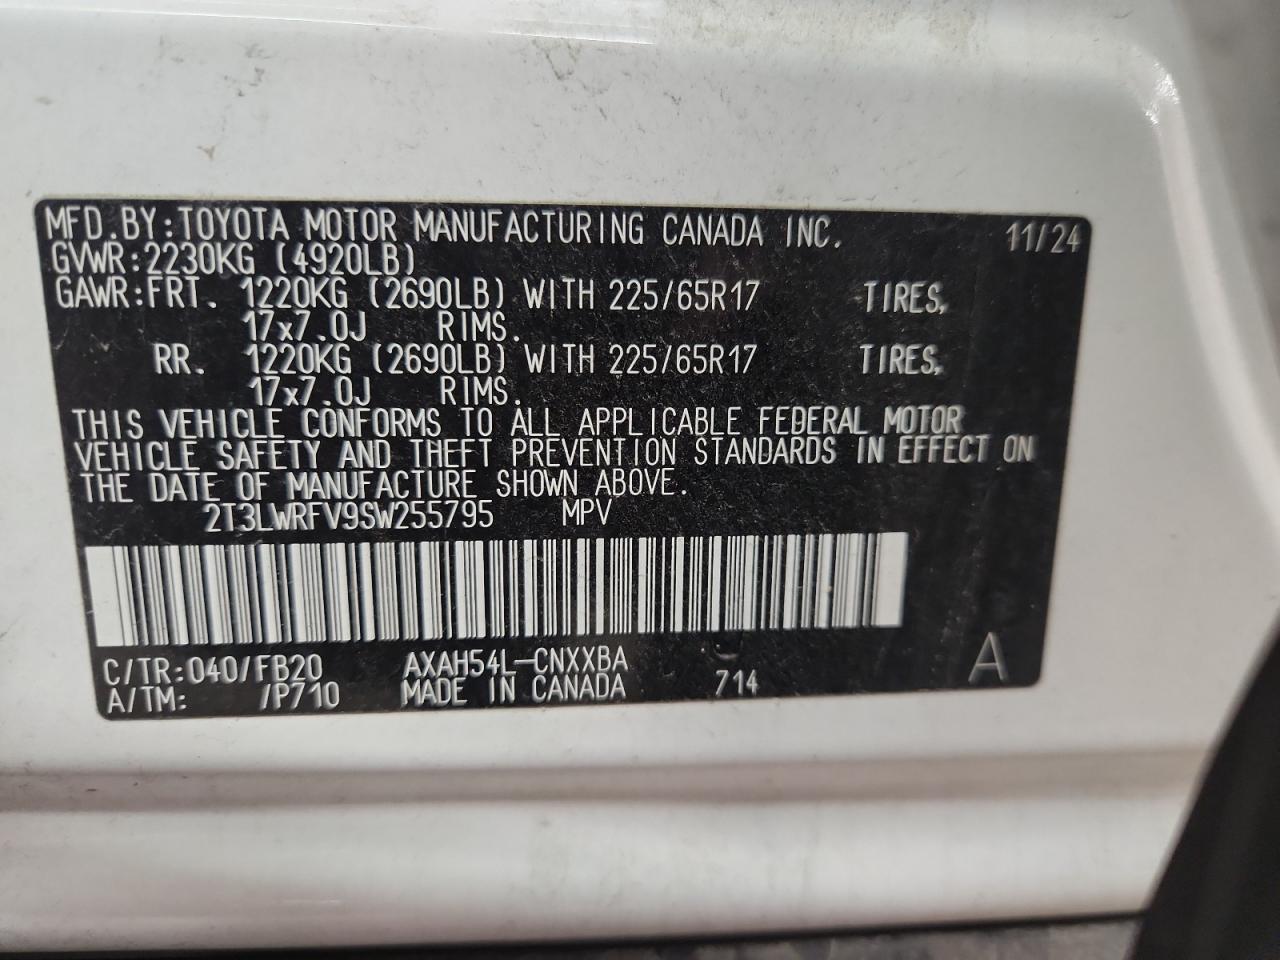 MFD.BY:TOYOTA MOTOR MANUFACTURING CANADA INC. 11/24
GVWR:2230KG (4920LB)
GAWR:FRT. 1220KG (2690LB) WITH 225/65R17 TIRES,
17x7.0J RIMS.
RR. 1220KG (2690LB) WITH 225/65R17 TIRES,
17x7.0J RIMS.
THIS VEHICLE CONFORMS TO ALL APPLICABLE FEDERAL MOTOR
VEHICLE SAFETY AND THEFT PREVENTION STANDARDS IN EFFECT ON
THE DATE OF MANUFACTURE SHOWN ABOVE.
2T3LWRFV9SW255795 MPV
C/TR:040/FB20 AXAH54L-CNXXBA A
A/TM: /P710 MADE IN CANADA 714